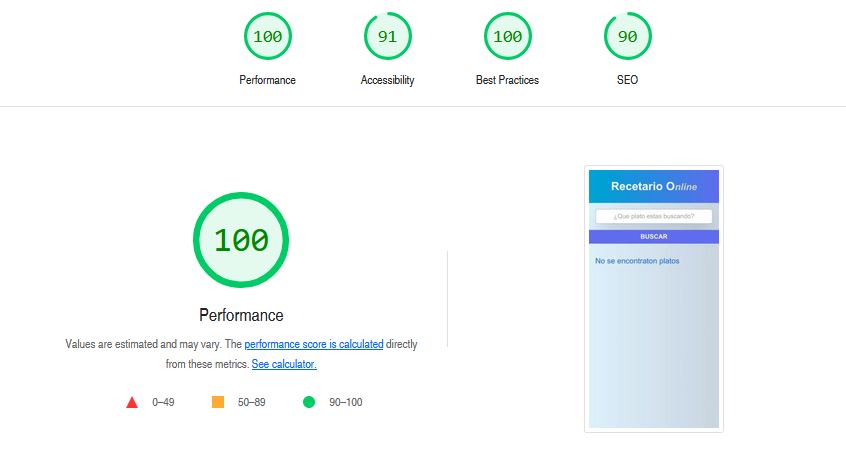 100
91
100
90
Performance
Accessibility
Best Practices
SEO
100
Performance
Values are estimated and may vary. The performance score is calculated directly
from these metrics. See calculator.
0–49
50–89
90–100
Recetario Online
¿Que plato estas buscando?
BUSCAR
No se encontraton platos